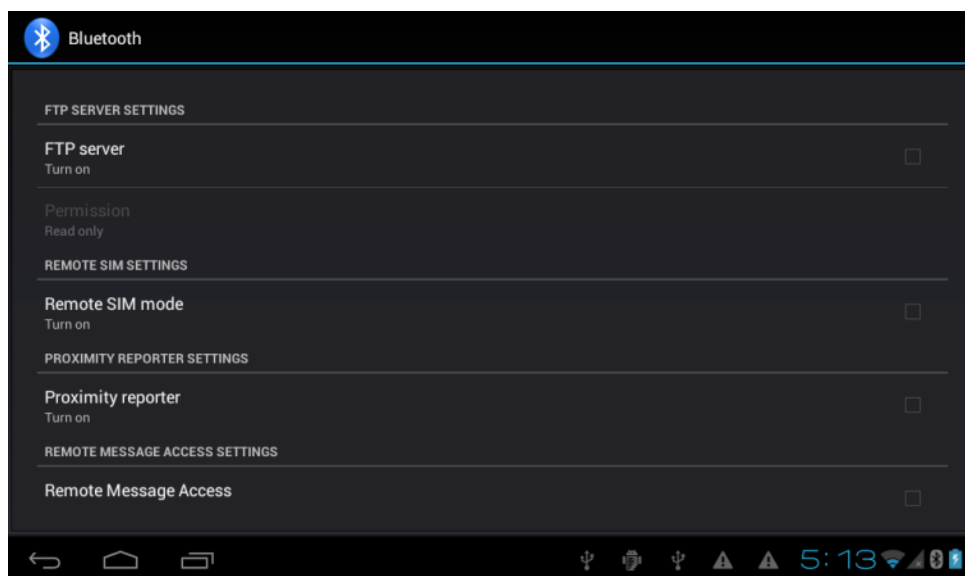 Bluetooth
FTP SERVER SETTINGS
FTP server
Turn on
Permission
Read only
REMOTE SIM SETTINGS
Remote SIM mode
Turn on
PROXIMITY REPORTER SETTINGS
Proximity reporter
Turn on
REMOTE MESSAGE ACCESS SETTINGS
Remote Message Access
5:13